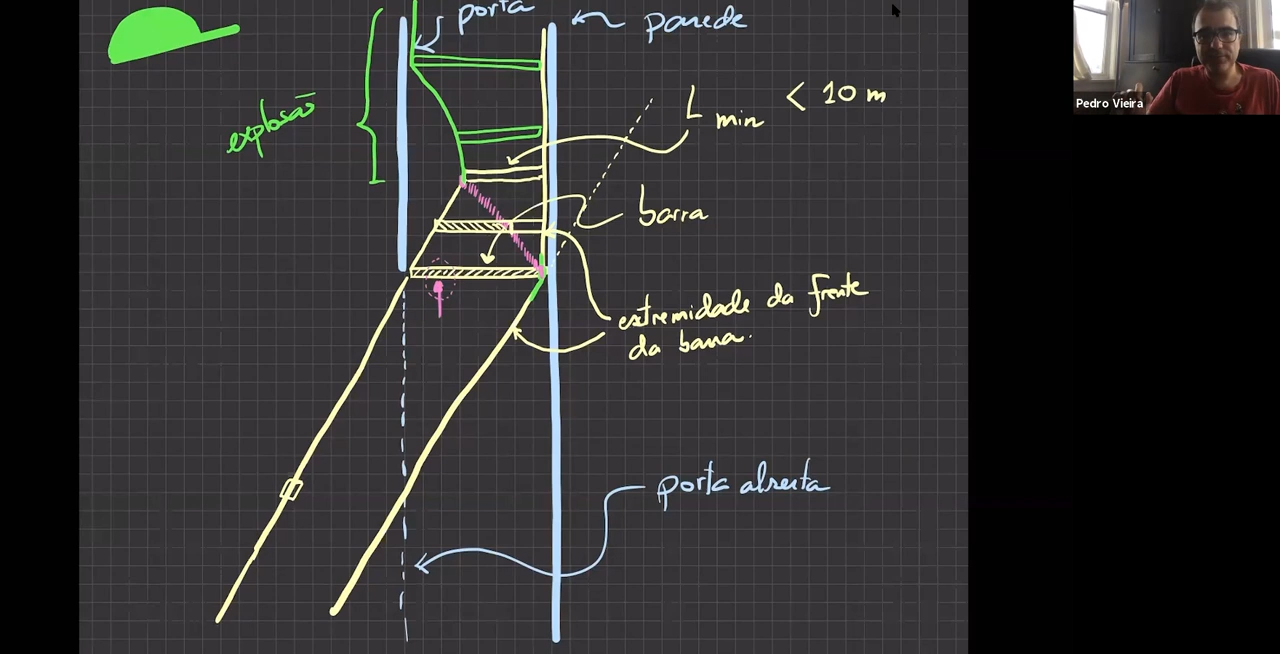 porta
parede
explosão
L min < 10 m
barra
extremidade da frente
da barra.
porta aberta
Pedro Vieira